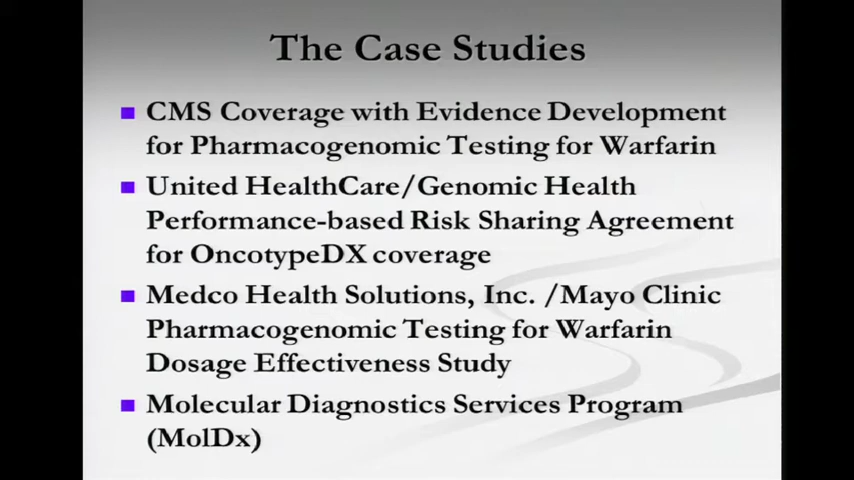 The Case Studies
CMS Coverage with Evidence Development
for Pharmacogenomic Testing for Warfarin
United HealthCare/Genomic Health
Performance-based Risk Sharing Agreement
for OncotypeDX coverage
Medco Health Solutions, Inc. /Mayo Clinic
Pharmacogenomic Testing for Warfarin
Dosage Effectiveness Study
Molecular Diagnostics Services Program
(MolDx)